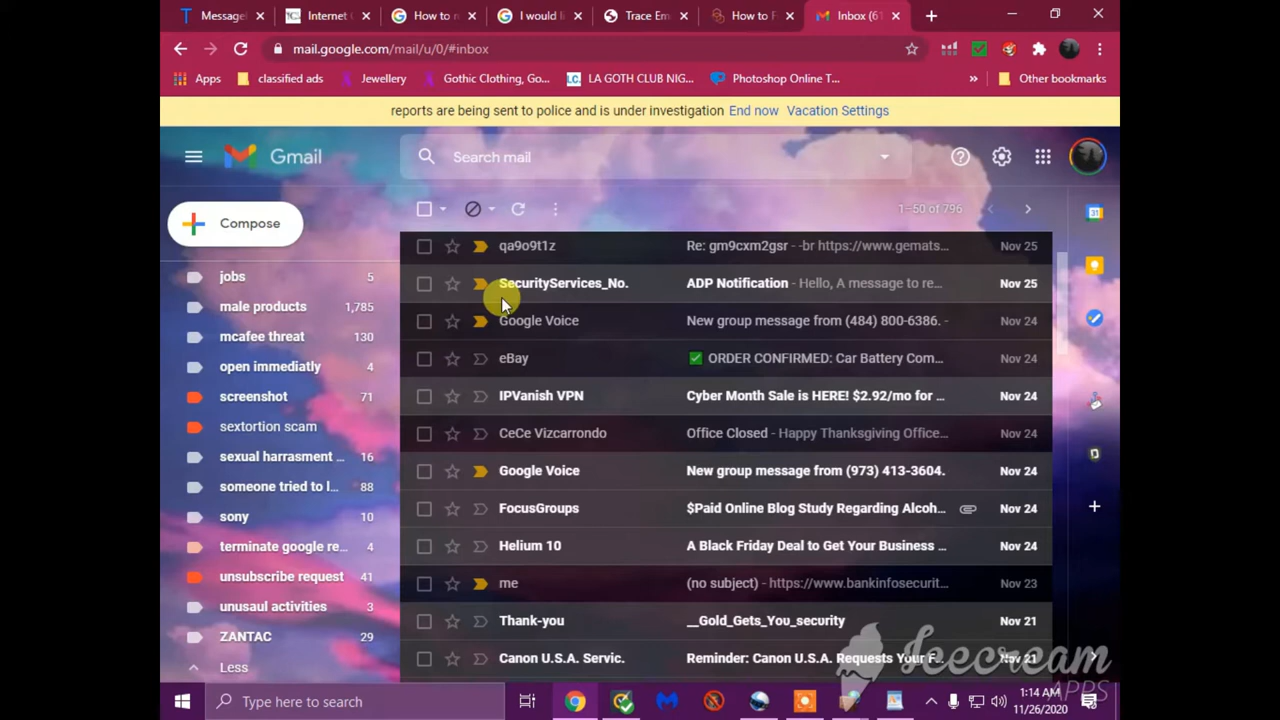 Message
Internet
How to r
I would li
Trace Em
How to F
Inbox (61
mail.google.com/mail/u/0/#inbox
Apps
classified ads
Jewellery
Gothic Clothing, Go...
LC
LA GOTH CLUB NIG...
Photoshop Online T...
»
Other bookmarks
reports are being sent to police and is under investigation End now Vacation Settings
Gmail
Search mail
Compose
1–50 of 796
31
jobs 5
male products 1,785
mcafee threat 130
open immediatly 4
screenshot 71
sextortion scam
sexual harrasment ... 16
someone tried to l... 88
sony 10
terminate google re... 4
unsubscribe request 41
unusaul activities 3
ZANTAC 29
Less
qa9o9t1z Re: gm9cxm2gsr - -br https://www.gemats... Nov 25
SecurityServices_No. ADP Notification - Hello, A message to re... Nov 25
Google Voice New group message from (484) 800-6386. - Nov 24
eBay ✅ ORDER CONFIRMED: Car Battery Com... Nov 24
IPVanish VPN Cyber Month Sale is HERE! $2.92/mo for ... Nov 24
CeCe Vizcarrondo Office Closed - Happy Thanksgiving Office... Nov 24
Google Voice New group message from (973) 413-3604. Nov 24
FocusGroups $Paid Online Blog Study Regarding Alcoh... Nov 24
Helium 10 A Black Friday Deal to Get Your Business ... Nov 24
me (no subject) - https://www.bankinfosecurit... Nov 23
Thank-you __Gold_Gets_You_security Nov 21
Canon U.S.A. Servic. Reminder: Canon U.S.A. Requests Your F... Nov 21
Icecream
APPS
Type here to search
1:14 AM
11/26/2020